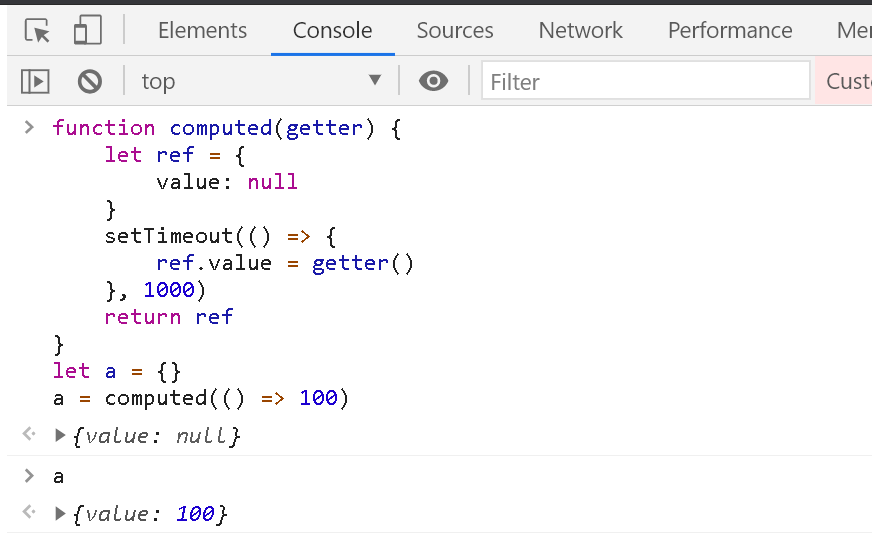 Elements Console Sources Network Performance Mer
top Filter Custo
function computed(getter) {
    let ref = {
        value: null
    }
    setTimeout(() => {
        ref.value = getter()
    }, 1000)
    return ref
}
let a = {}
a = computed(() => 100)
{value: null}
a
{value: 100}